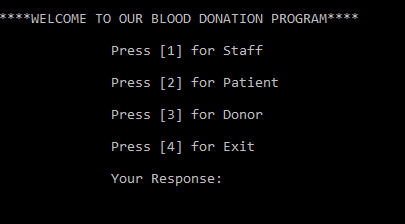 ****WELCOME TO OUR BLOOD DONATION PROGRAM****
Press [1] for Staff
Press [2] for Patient
Press [3] for Donor
Press [4] for Exit
Your Response: